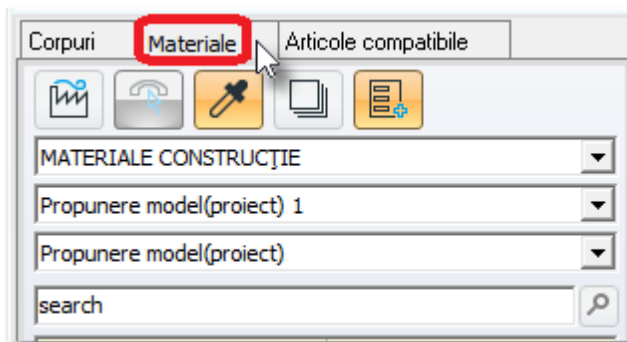 Corpuri Materiale Articole compatibile
MATERIALE CONSTRUCŢIE
Propunere model(proiect) 1
Propunere model(proiect)
search